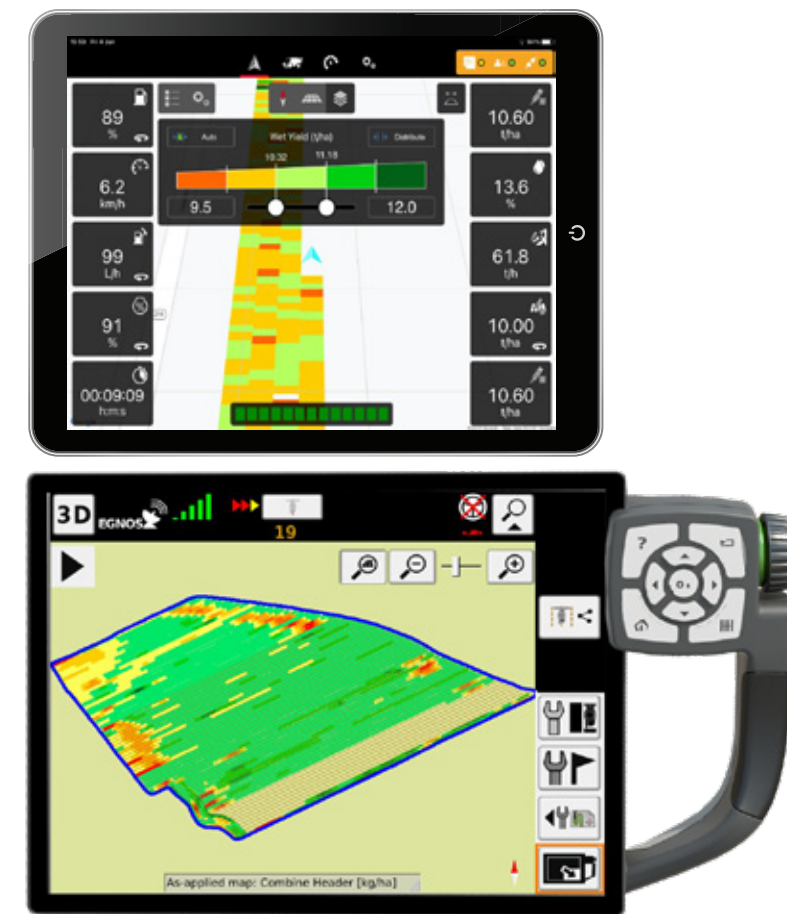 89
%
6.2
km/h
99
L/h
91
%
00:09:09
h:m:s
Auto
Wet Yield (t/ha)
Distribute
10.32
11.18
9.5
12.0
10.60
t/ha
13.6
%
61.8
t/h
10.00
t/ha
10.60
t/ha
3D
EGNOS
19
?
As-applied map: Combine Header [kg/ha]